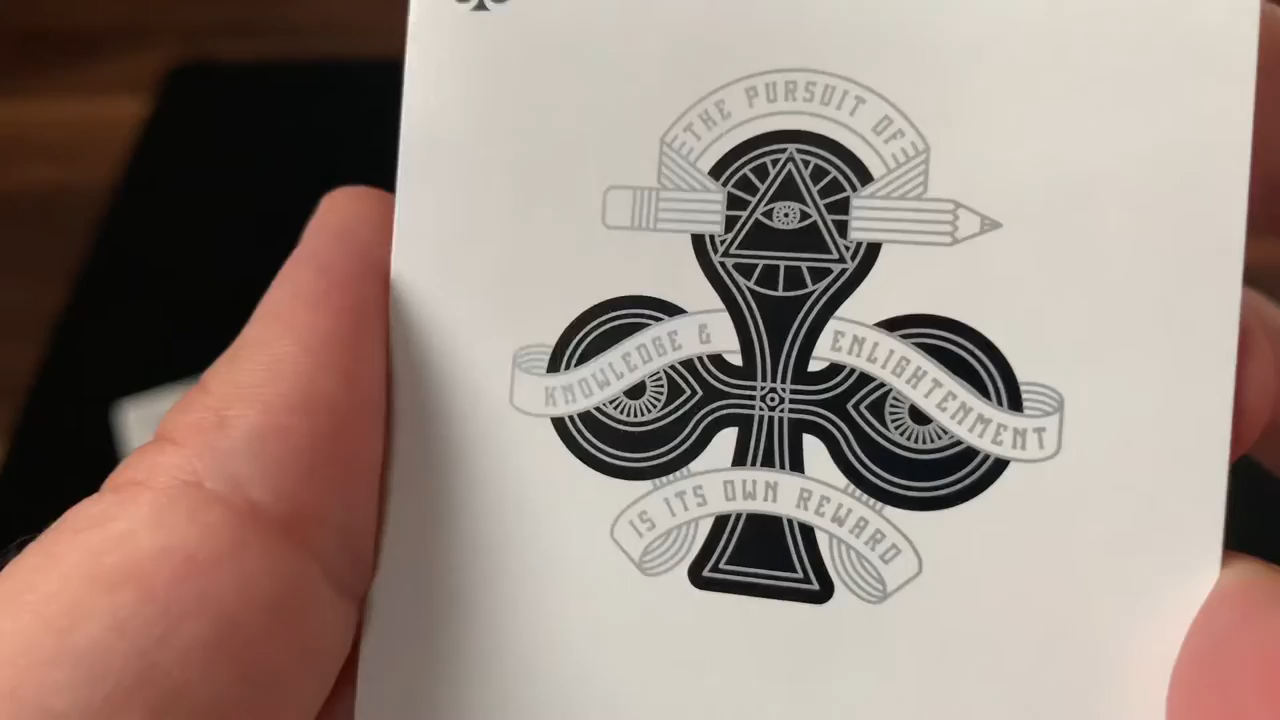 THE PURSUIT OF
KNOWLEDGE &
ENLIGHTENMENT
IS ITS OWN REWARD